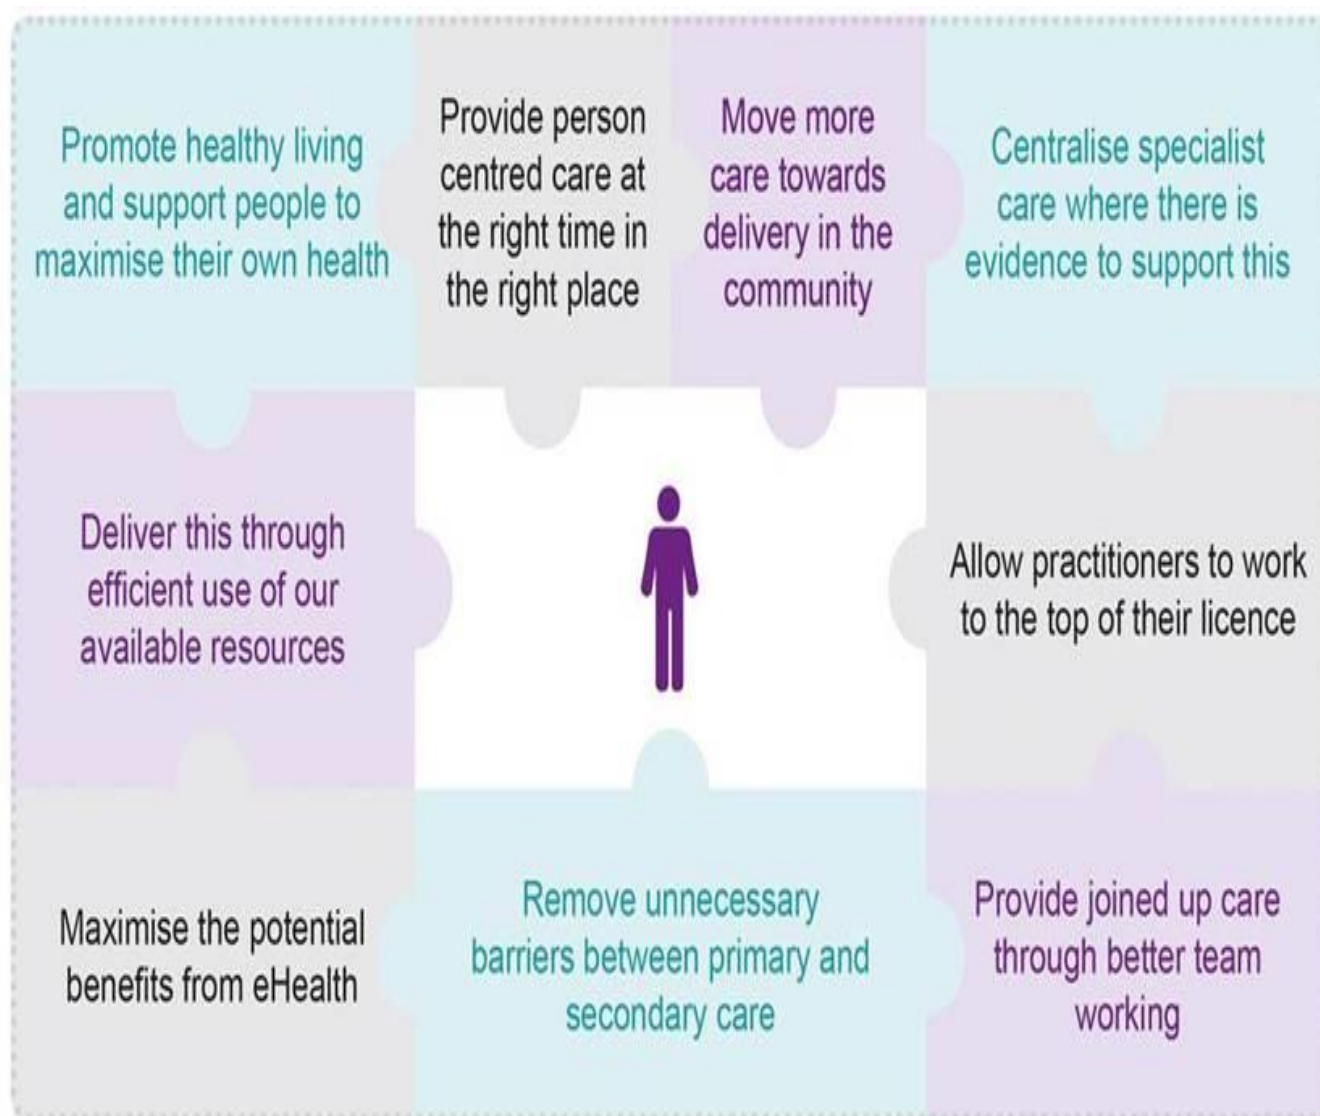 Promote healthy living
and support people to
maximise their own health
Provide person
centred care at
the right time in
the right place
Move more
care towards
delivery in the
community
Centralise specialist
care where there is
evidence to support this
Deliver this through
efficient use of our
available resources
Allow practitioners to work
to the top of their licence
Maximise the potential
benefits from eHealth
Remove unnecessary
barriers between primary and
secondary care
Provide joined up care
through better team
working